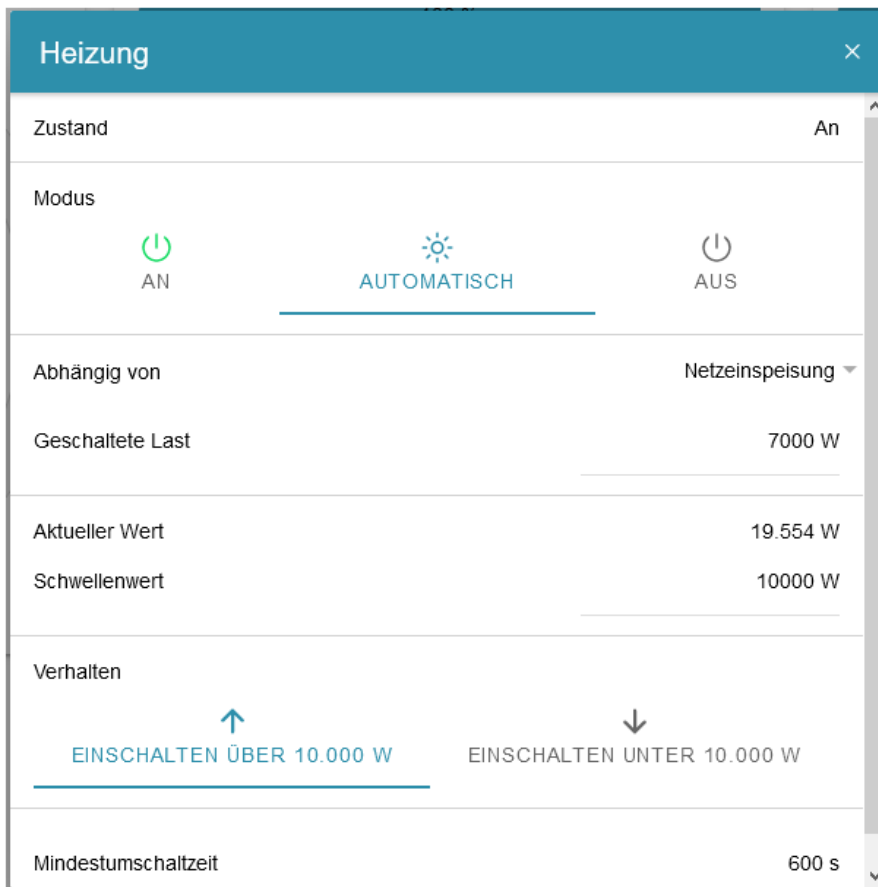 Heizung
Zustand An
Modus
AN AUTOMATISCH AUS
Abhängig von Netzeinspeisung
Geschaltete Last 7000 W
Aktueller Wert 19.554 W
Schwellenwert 10000 W
Verhalten
EINSCHALTEN ÜBER 10.000 W EINSCHALTEN UNTER 10.000 W
Mindestumschaltzeit 600 s